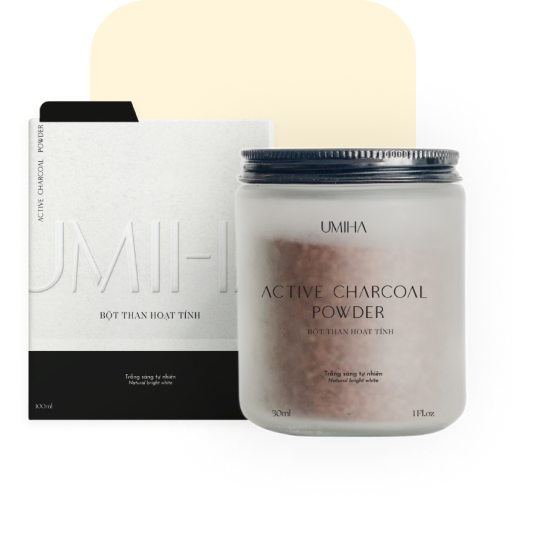 ACTIVE CHARCOAL POWDER
UMIHA
BỘT THAN HOẠT TÍNH
Trắng sáng tự nhiên
Natural bright white
100ml
UMIHA
ACTIVE CHARCOAL
POWDER
BỘT THAN HOẠT TÍNH
Trắng sáng tự nhiên
Natural bright white
30ml
1 Fl.oz